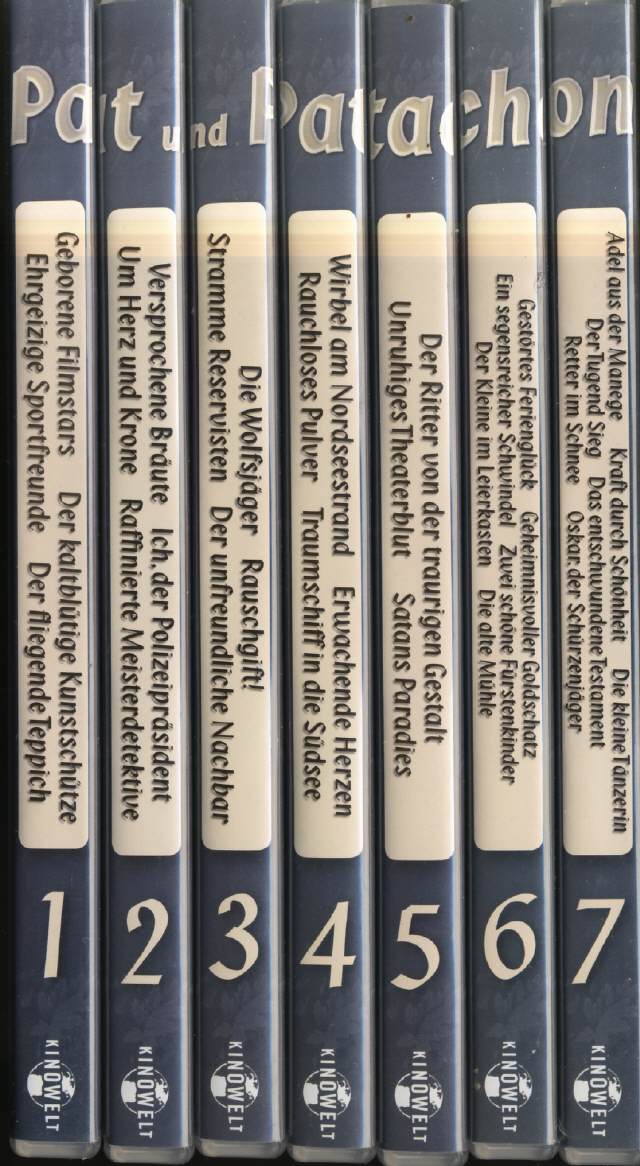 Pat und Patachon
Geborene Filmstars Der kaltblütige Kunstschütze
Ehrgeizige Sportfreunde Der fliegende Teppich
1
KINOWELT
Versprochene Bräute Ich, der Polizeipräsident
Um Herz und Krone Raffinierte Meisterdetektive
2
KINOWELT
Die Wolfsjäger Rauschgift!
Stramme Reservisten Der unfreundliche Nachbar
3
KINOWELT
Wirbel am Nordseestrand Erwachende Herzen
Rauchloses Pulver Traumschiff in die Südsee
4
KINOWELT
Der Ritter von der traurigen Gestalt
Unruhiges Theaterblut Satans Paradies
5
KINOWELT
Gestörtes Ferienglück Geheimnisvoller Goldschatz
Ein segensreicher Schwindel Zwei schöne Fürstenkinder
Der Kleine im Leierkasten Die alte Mühle
6
KINOWELT
Adel aus der Manege Kraft durch Schönheit Die kleine Tänzerin
Der Tugend Sieg Das entschwundene Testament
Retter im Schnee Oskar, der Schürzenjäger
7
KINOWELT